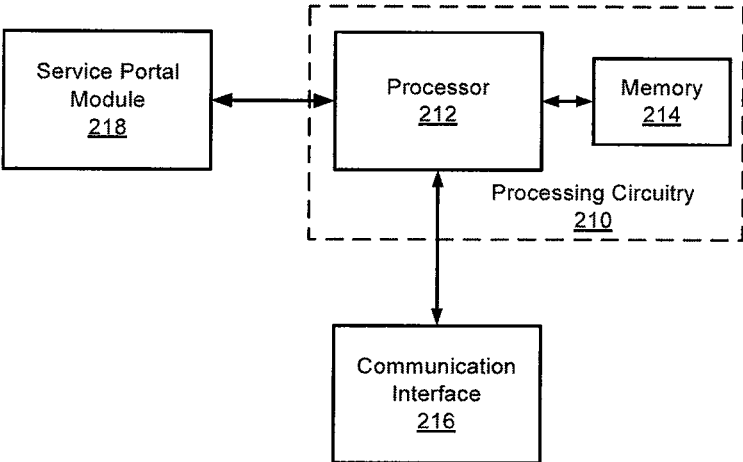 Service Portal
Module
218
Processor
212
Memory
214
Processing Circuitry
210
Communication
Interface
216